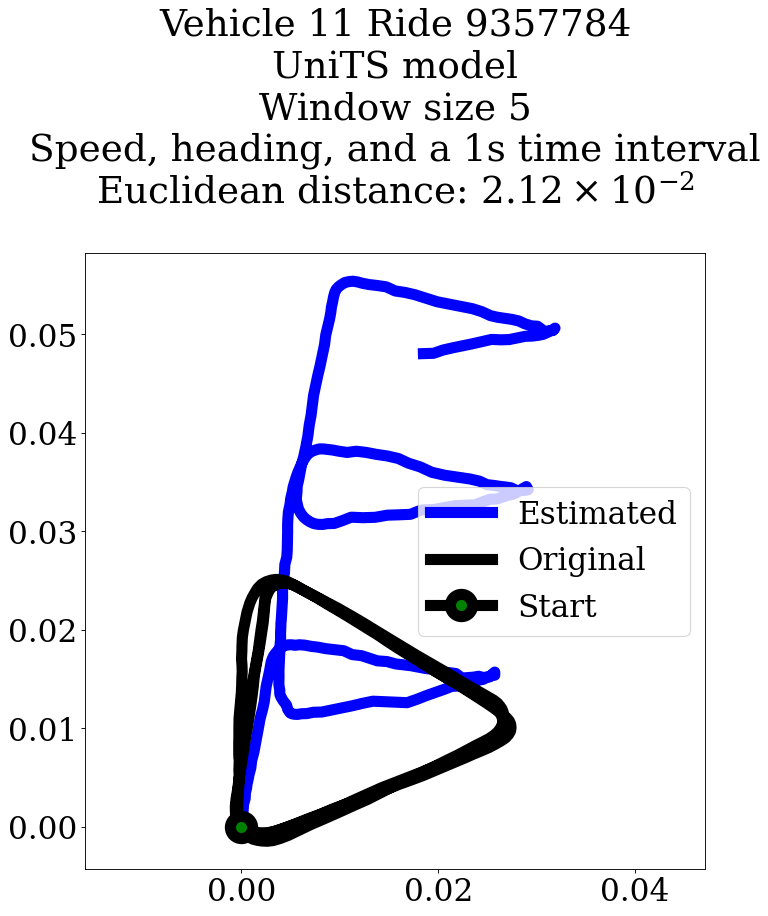 Vehicle 11 Ride 9357784
UniTS model
Window size 5
Speed, heading, and a 1s time interval
Euclidean distance: 2.12 × 10⁻²
0.05
0.04
0.03
0.02
0.01
0.00
Estimated
Original
Start
0.00 0.02 0.04